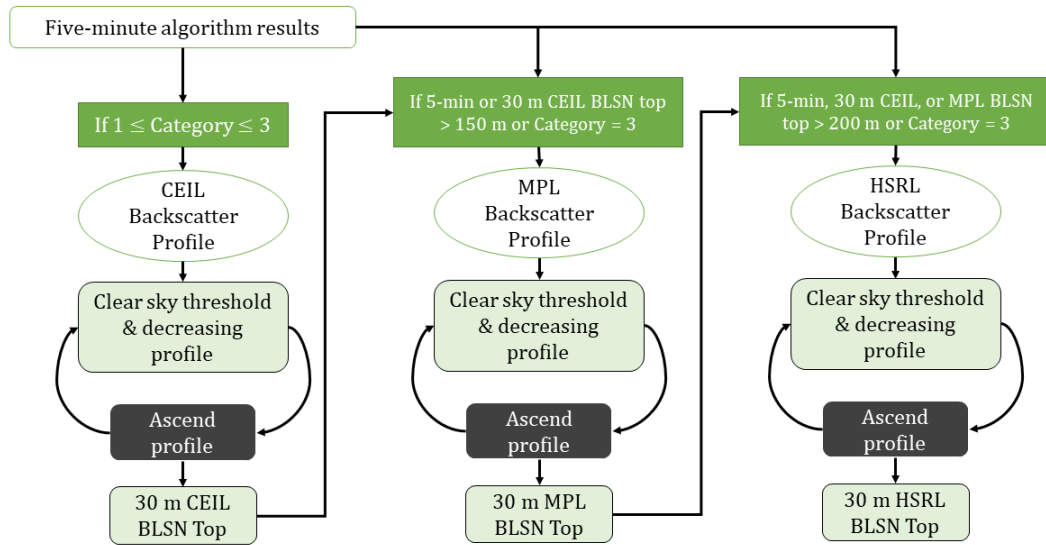 Five-minute algorithm results
If 1 ≤ Category ≤ 3
CEIL
Backscatter
Profile
Clear sky threshold
& decreasing
profile
Ascend
profile
30 m CEIL
BLSN Top
If 5-min or 30 m CEIL BLSN top
> 150 m or Category = 3
MPL
Backscatter
Profile
Clear sky threshold
& decreasing
profile
Ascend
profile
30 m MPL
BLSN Top
If 5-min, 30 m CEIL, or MPL BLSN
top > 200 m or Category = 3
HSRL
Backscatter
Profile
Clear sky threshold
& decreasing
profile
Ascend
profile
30 m HSRL
BLSN Top